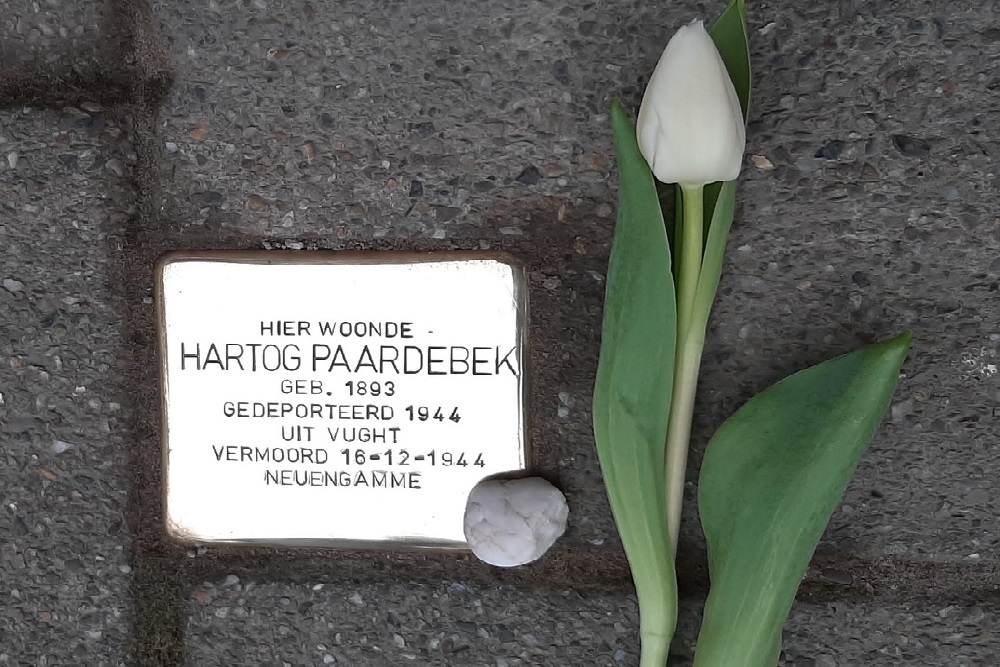 HIER WOONDE
HARTOG PAARDEBEK
GEB. 1893
GEDEPORTEERD 1944
UIT VUGHT
VERMOORD 16-12-1944
NEUENGAMME